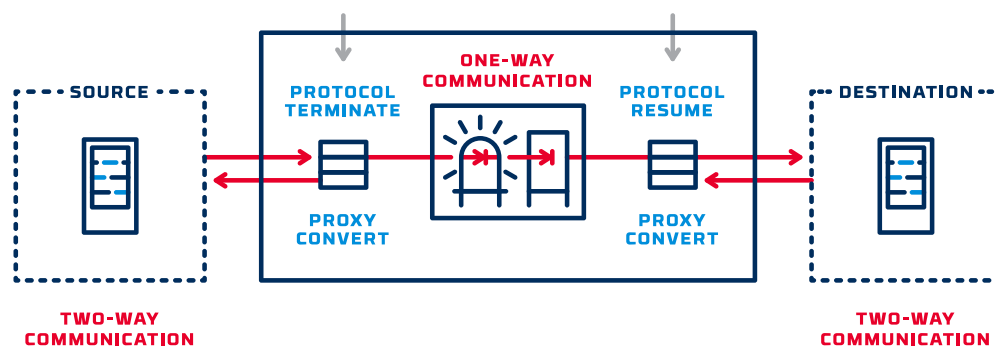 SOURCE
PROTOCOL
TERMINATE
ONE-WAY
COMMUNICATION
PROTOCOL
RESUME
DESTINATION
PROXY
CONVERT
PROXY
CONVERT
TWO-WAY
COMMUNICATION
TWO-WAY
COMMUNICATION